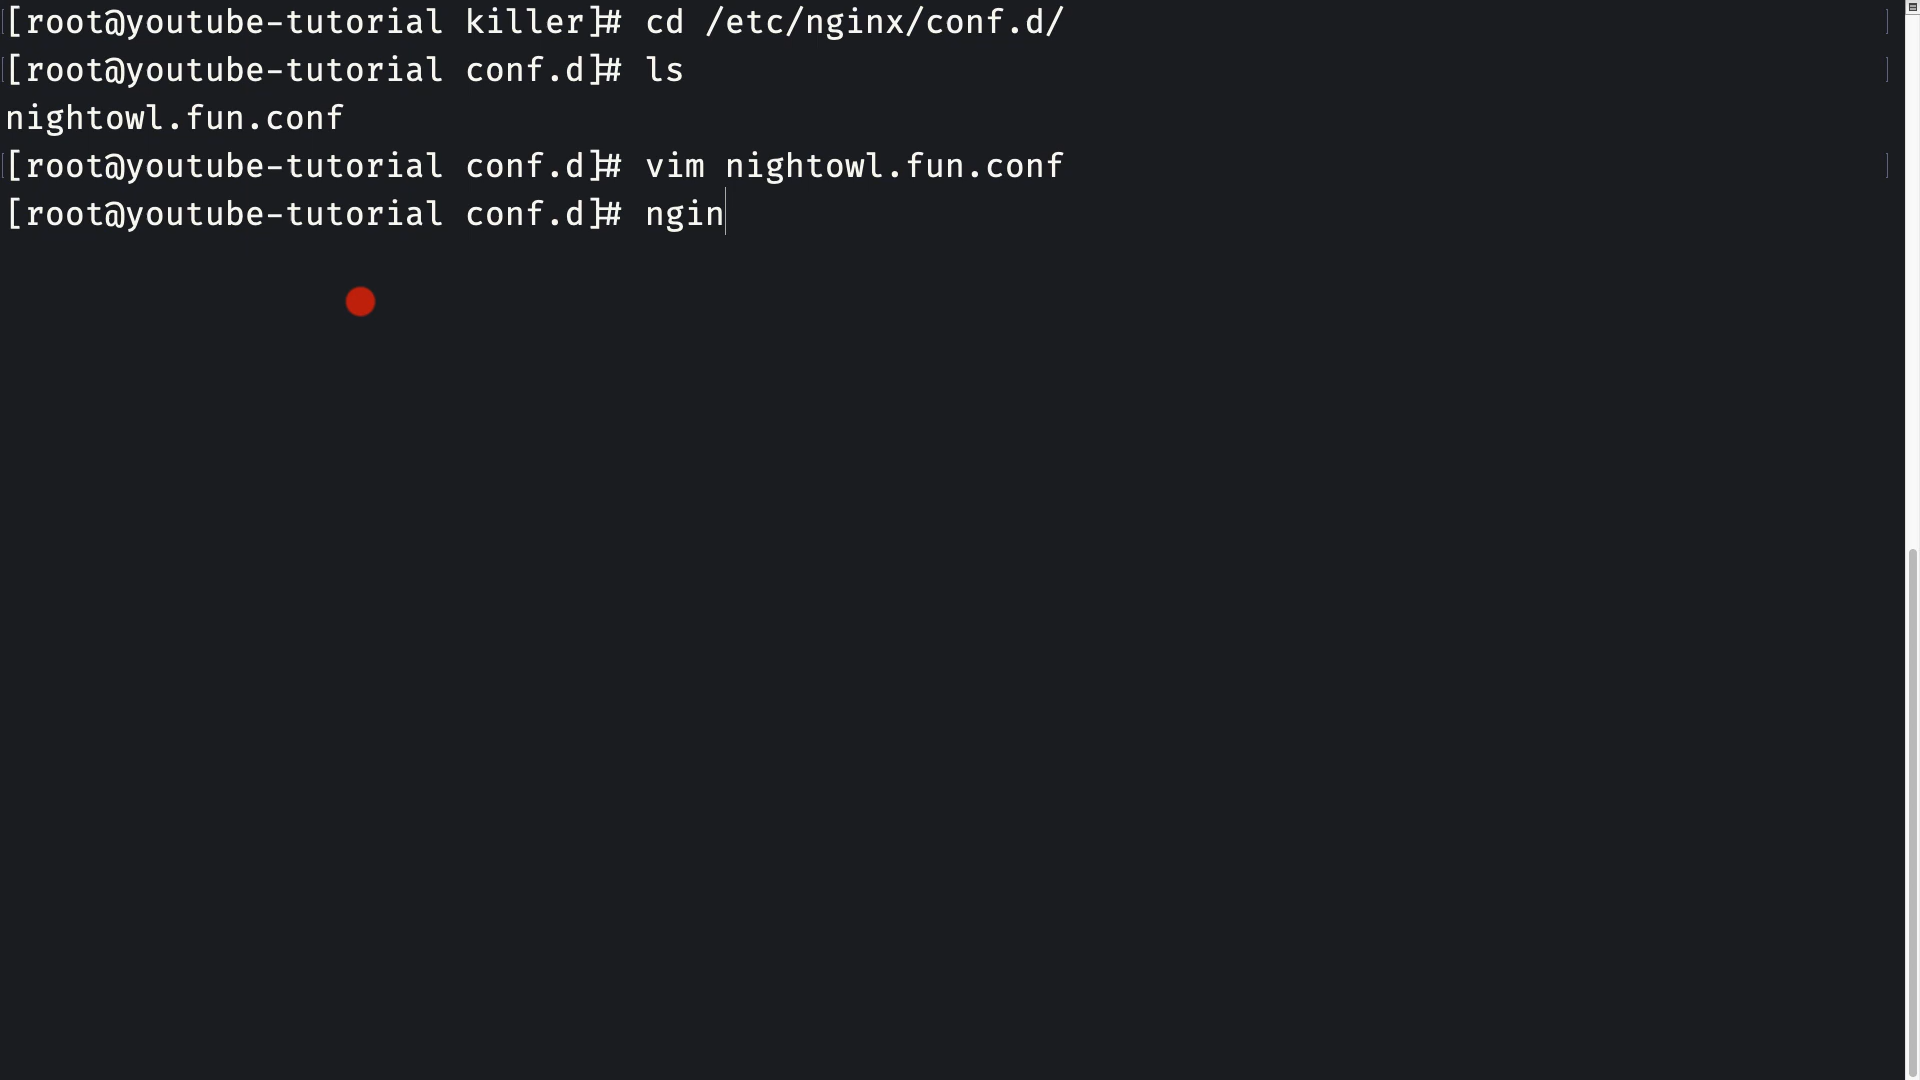 [root@youtube-tutorial killer]# cd /etc/nginx/conf.d/
[root@youtube-tutorial conf.d]# ls
nightowl.fun.conf
[root@youtube-tutorial conf.d]# vim nightowl.fun.conf
[root@youtube-tutorial conf.d]# ngin